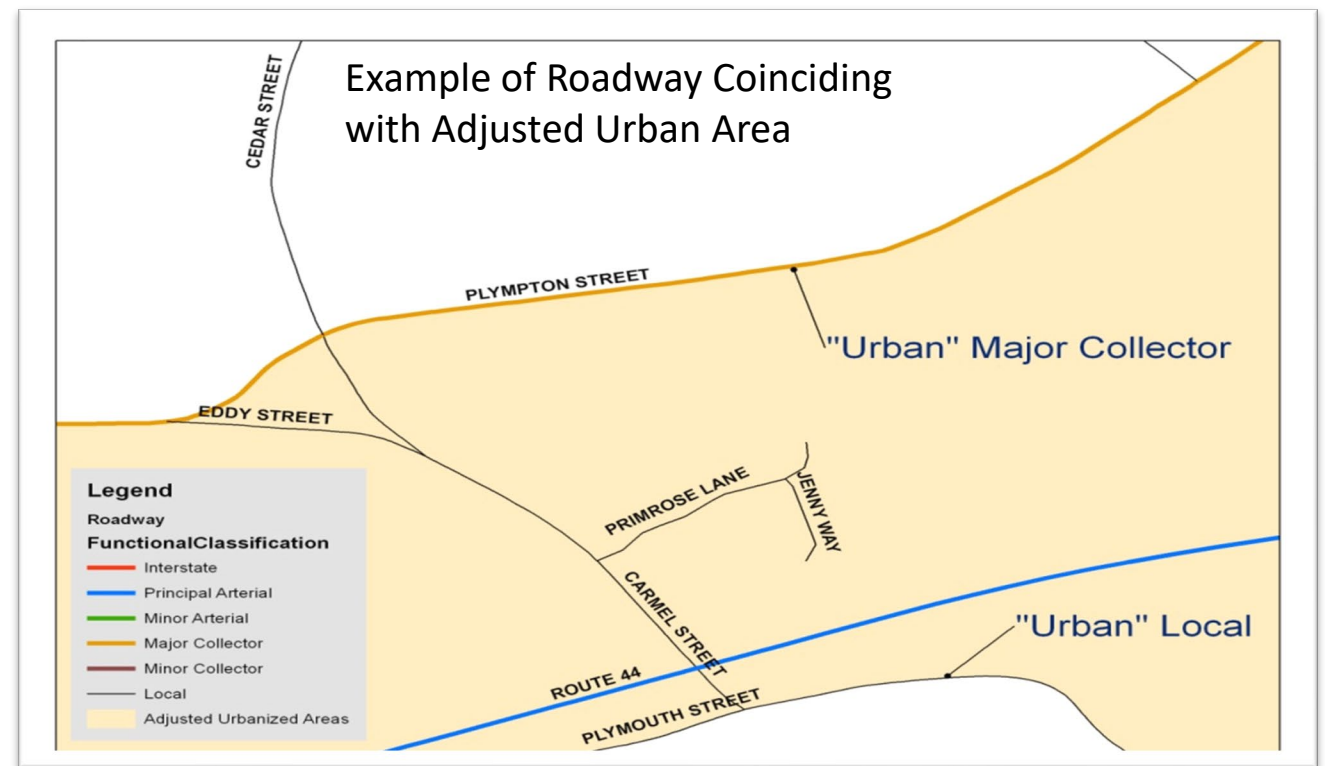 Example of Roadway Coinciding
with Adjusted Urban Area
CEDAR STREET
PLYMPTON STREET
"Urban" Major Collector
EDDY STREET
PRIMROSE LANE
JENNY WAY
CARMEL STREET
"Urban" Local
ROUTE 44
PLYMOUTH STREET
Legend
Roadway
FunctionalClassification
Interstate
Principal Arterial
Minor Arterial
Major Collector
Minor Collector
Local
Adjusted Urbanized Areas